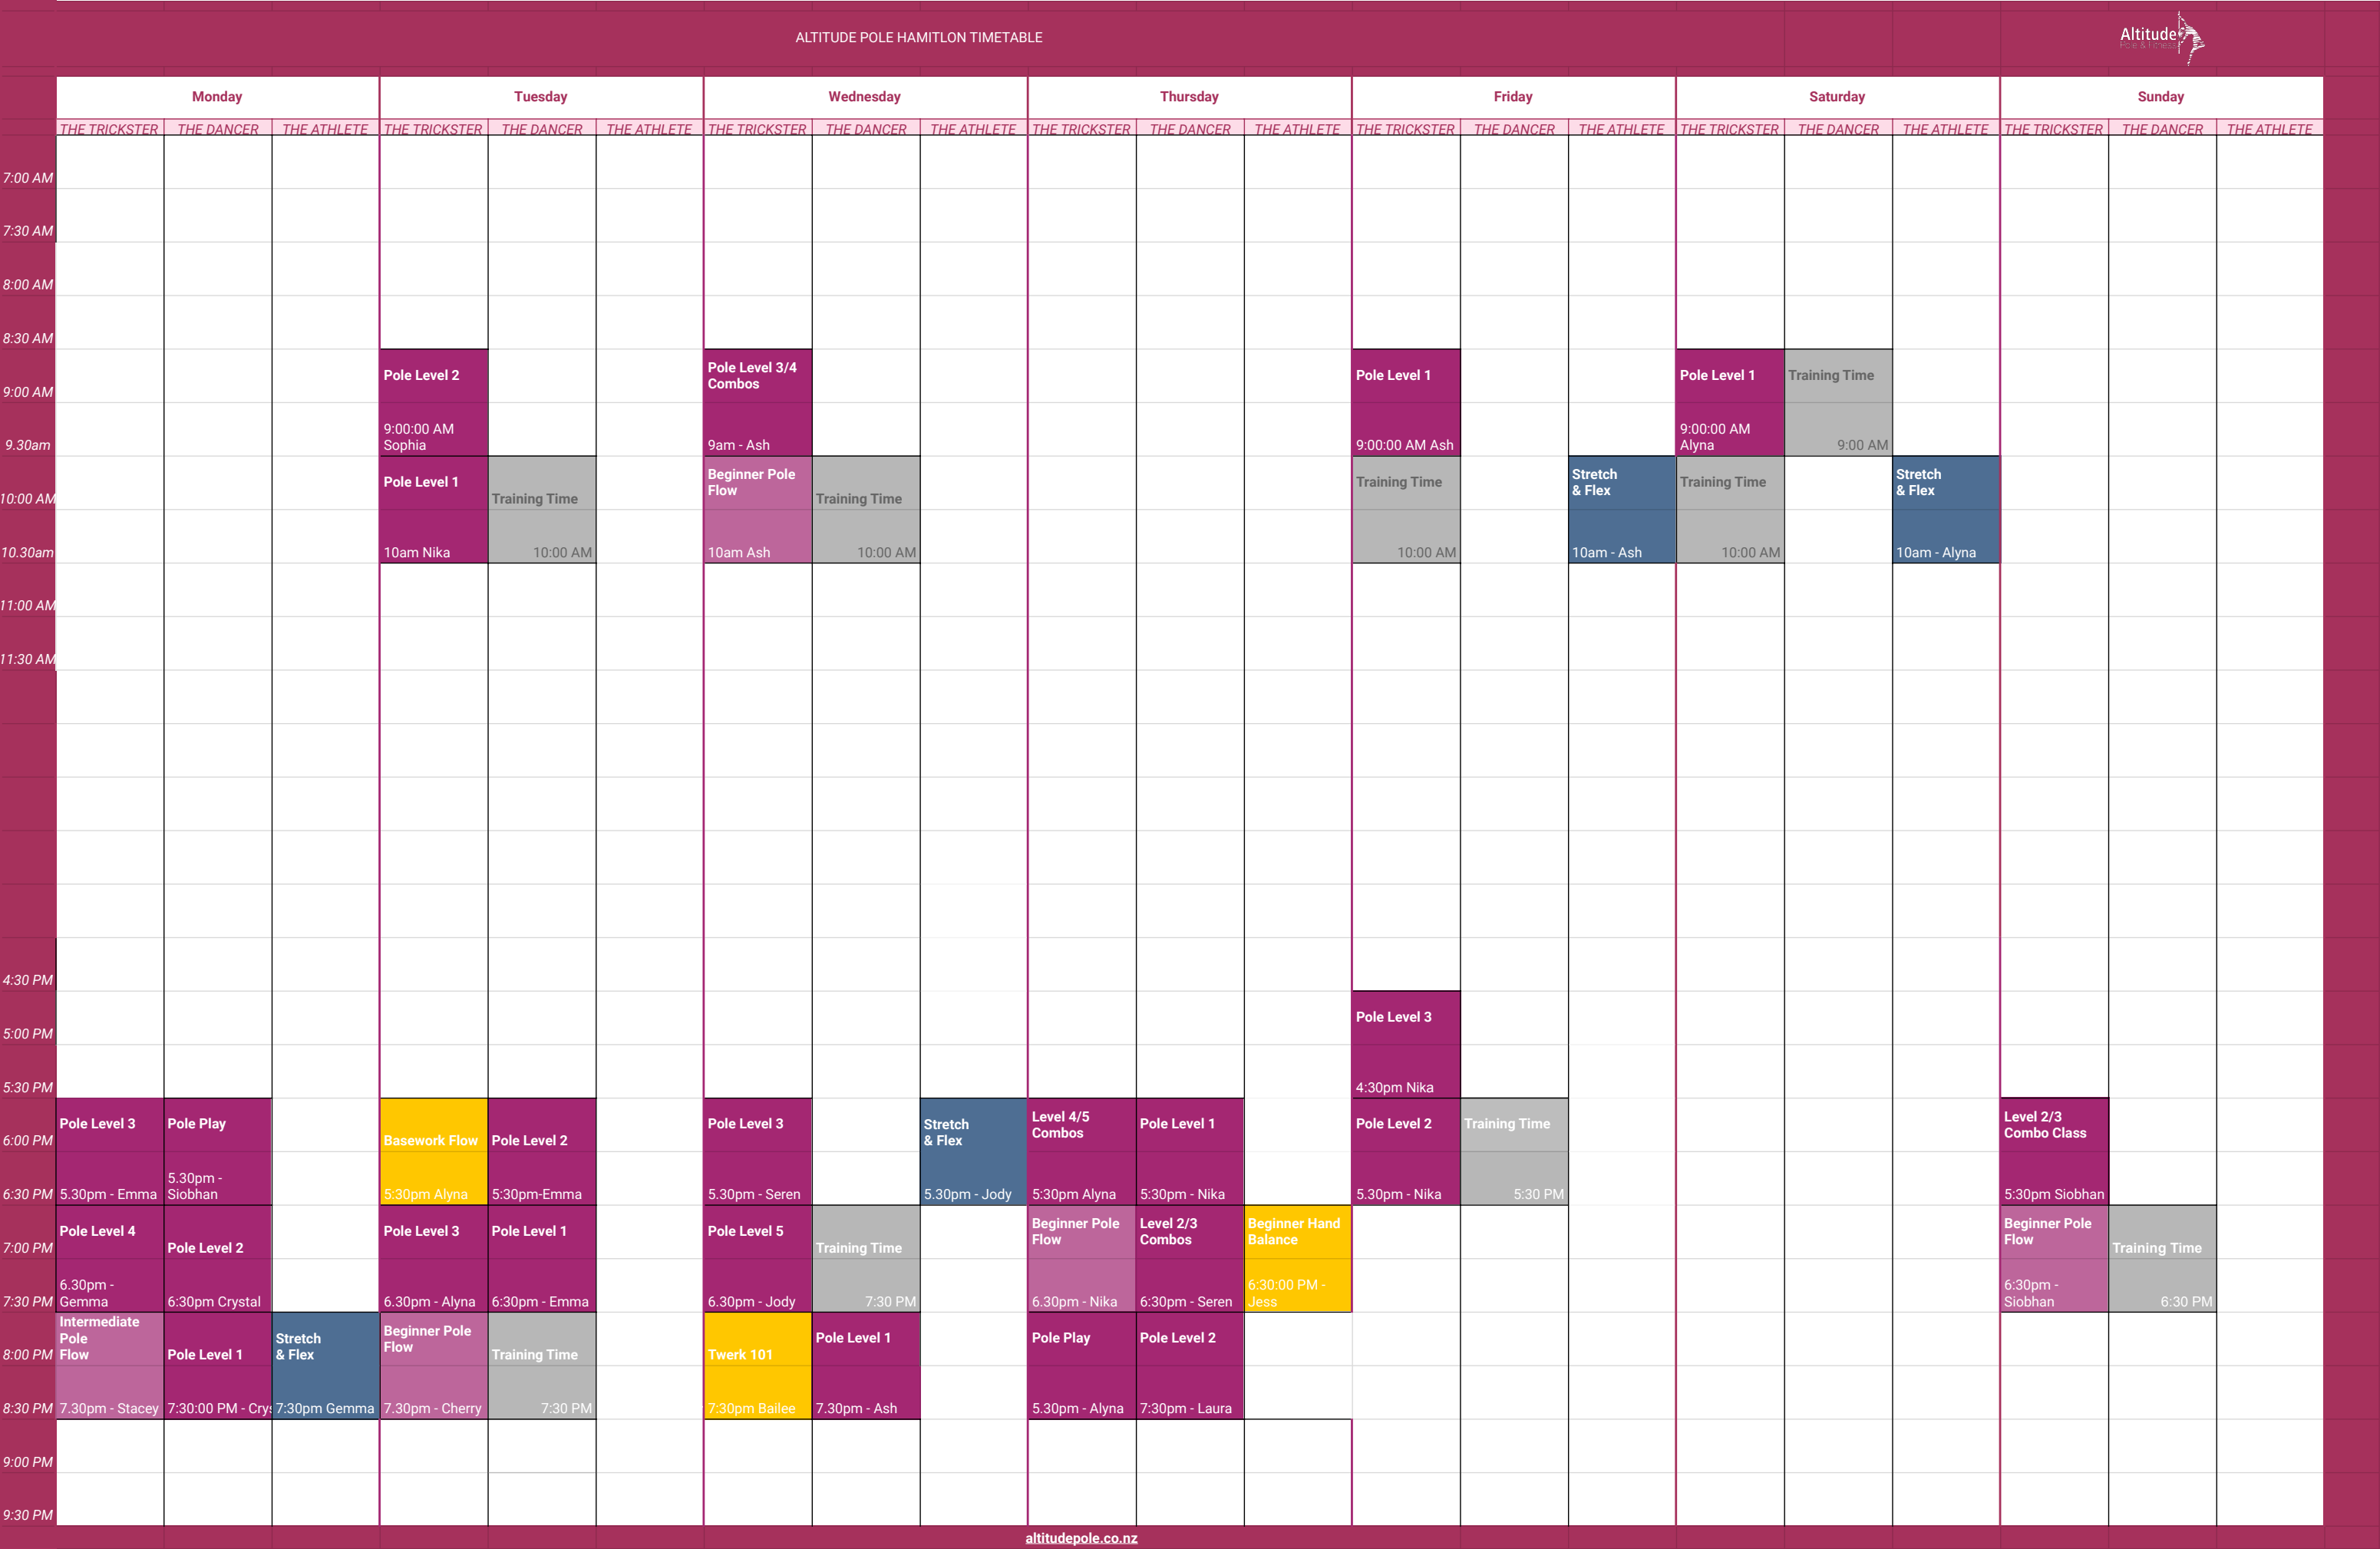 ALTITUDE POLE HAMITLON TIMETABLE
Altitude
Pole & Fitness
Monday
Tuesday
Wednesday
Thursday
Friday
Saturday
Sunday
THE TRICKSTER THE DANCER THE ATHLETE THE TRICKSTER THE DANCER THE ATHLETE THE TRICKSTER THE DANCER THE ATHLETE THE TRICKSTER THE DANCER THE ATHLETE THE TRICKSTER THE DANCER THE ATHLETE THE TRICKSTER THE DANCER THE ATHLETE THE TRICKSTER THE DANCER THE ATHLETE
7:00 AM
7:30 AM
8:00 AM
8:30 AM
9:00 AM
9.30am
Pole Level 2
9:00:00 AM
Sophia
Pole Level 3/4
Combos
9am - Ash
Pole Level 1
9:00:00 AM Ash
Pole Level 1
9:00:00 AM
Alyna
Training Time
9:00 AM
10:00 AM
10.30am
Pole Level 1
10am Nika
Training Time
10:00 AM
Beginner Pole
Flow
10am Ash
Training Time
10:00 AM
Training Time
10:00 AM
Stretch
& Flex
10am - Ash
Training Time
10:00 AM
Stretch
& Flex
10am - Alyna
11:00 AM
11:30 AM
4:30 PM
5:00 PM
5:30 PM
Pole Level 3
4:30pm Nika
6:00 PM
6:30 PM
Pole Level 3
5.30pm - Emma
Pole Play
5.30pm -
Siobhan
Basework Flow
5:30pm Alyna
Pole Level 2
5:30pm-Emma
Pole Level 3
5.30pm - Seren
Stretch
& Flex
5.30pm - Jody
Level 4/5
Combos
5:30pm Alyna
Pole Level 1
5:30pm - Nika
Pole Level 2
5.30pm - Nika
Training Time
5:30 PM
Level 2/3
Combo Class
5:30pm Siobhan
7:00 PM
7:30 PM
Pole Level 4
6.30pm -
Gemma
Pole Level 2
6:30pm Crystal
Pole Level 3
6.30pm - Alyna
Pole Level 1
6:30pm - Emma
Pole Level 5
6.30pm - Jody
Training Time
7:30 PM
Beginner Pole
Flow
6.30pm - Nika
Level 2/3
Combos
6:30pm - Seren
Beginner Hand
Balance
6:30:00 PM -
Jess
Beginner Pole
Flow
6:30pm -
Siobhan
Training Time
6:30 PM
8:00 PM
8:30 PM
Intermediate
Pole
Flow
7.30pm - Stacey
Pole Level 1
7:30:00 PM - Crys
Stretch
& Flex
7:30pm Gemma
Beginner Pole
Flow
7.30pm - Cherry
Training Time
7:30 PM
Twerk 101
7:30pm Bailee
Pole Level 1
7.30pm - Ash
Pole Play
5.30pm - Alyna
Pole Level 2
7:30pm - Laura
9:00 PM
9:30 PM
altitudepole.co.nz